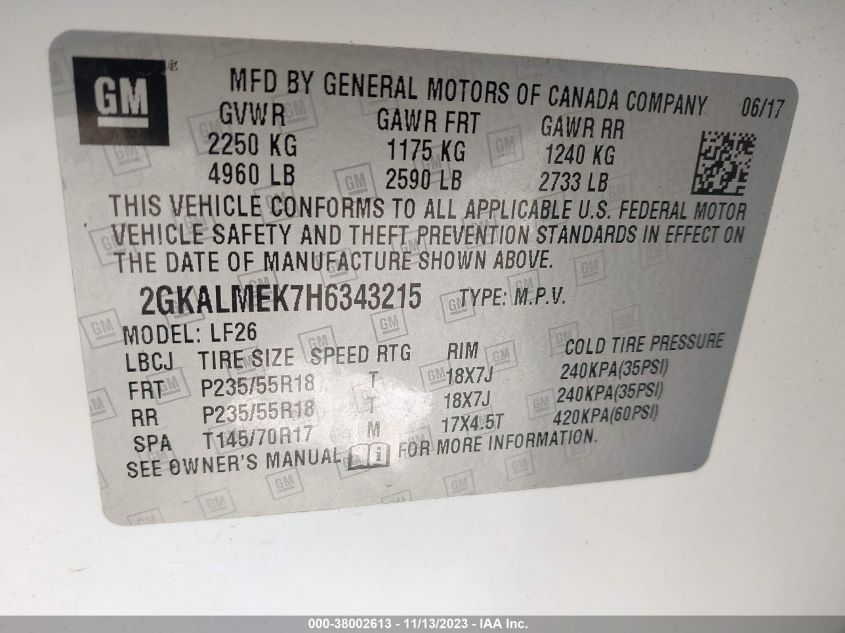 GM ®
MFD BY GENERAL MOTORS OF CANADA COMPANY 06/17
GVWR GAWR FRT GAWR RR
2250 KG 1175 KG 1240 KG
4960 LB 2590 LB 2733 LB
THIS VEHICLE CONFORMS TO ALL APPLICABLE U.S. FEDERAL MOTOR
VEHICLE SAFETY AND THEFT PREVENTION STANDARDS IN EFFECT ON
THE DATE OF MANUFACTURE SHOWN ABOVE.
2GKALMEK7H6343215 TYPE: M.P.V.
MODEL: LF26
LBCJ TIRE SIZE SPEED RTG RIM COLD TIRE PRESSURE
FRT P235/55R18 T 18X7J 240KPA(35PSI)
RR P235/55R18 T 18X7J 240KPA(35PSI)
SPA T145/70R17 M 17X4.5T 420KPA(60PSI)
SEE OWNER'S MANUAL i FOR MORE INFORMATION.
000-38002613 - 11/13/2023 - IAA Inc.